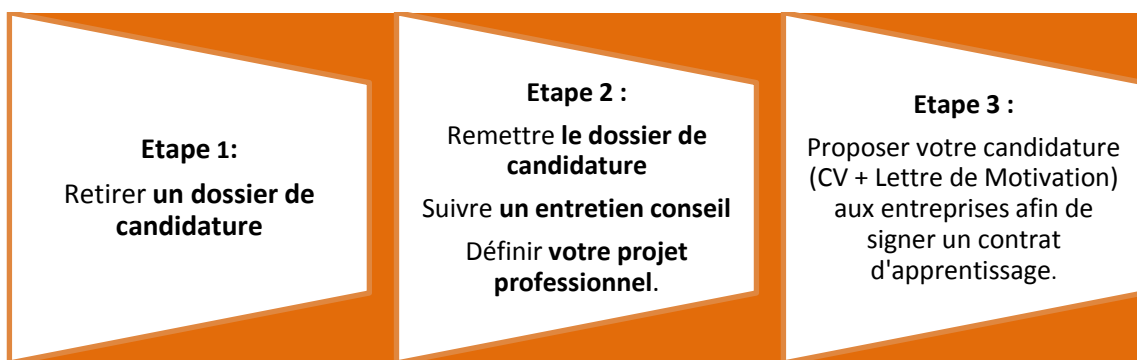 Etape 1:
Retirer un dossier de
candidature
Etape 2 :
Remettre le dossier de
candidature
Suivre un entretien conseil
Définir votre projet
professionnel.
Etape 3 :
Proposer votre candidature
(CV + Lettre de Motivation)
aux entreprises afin de
signer un contrat
d'apprentissage.